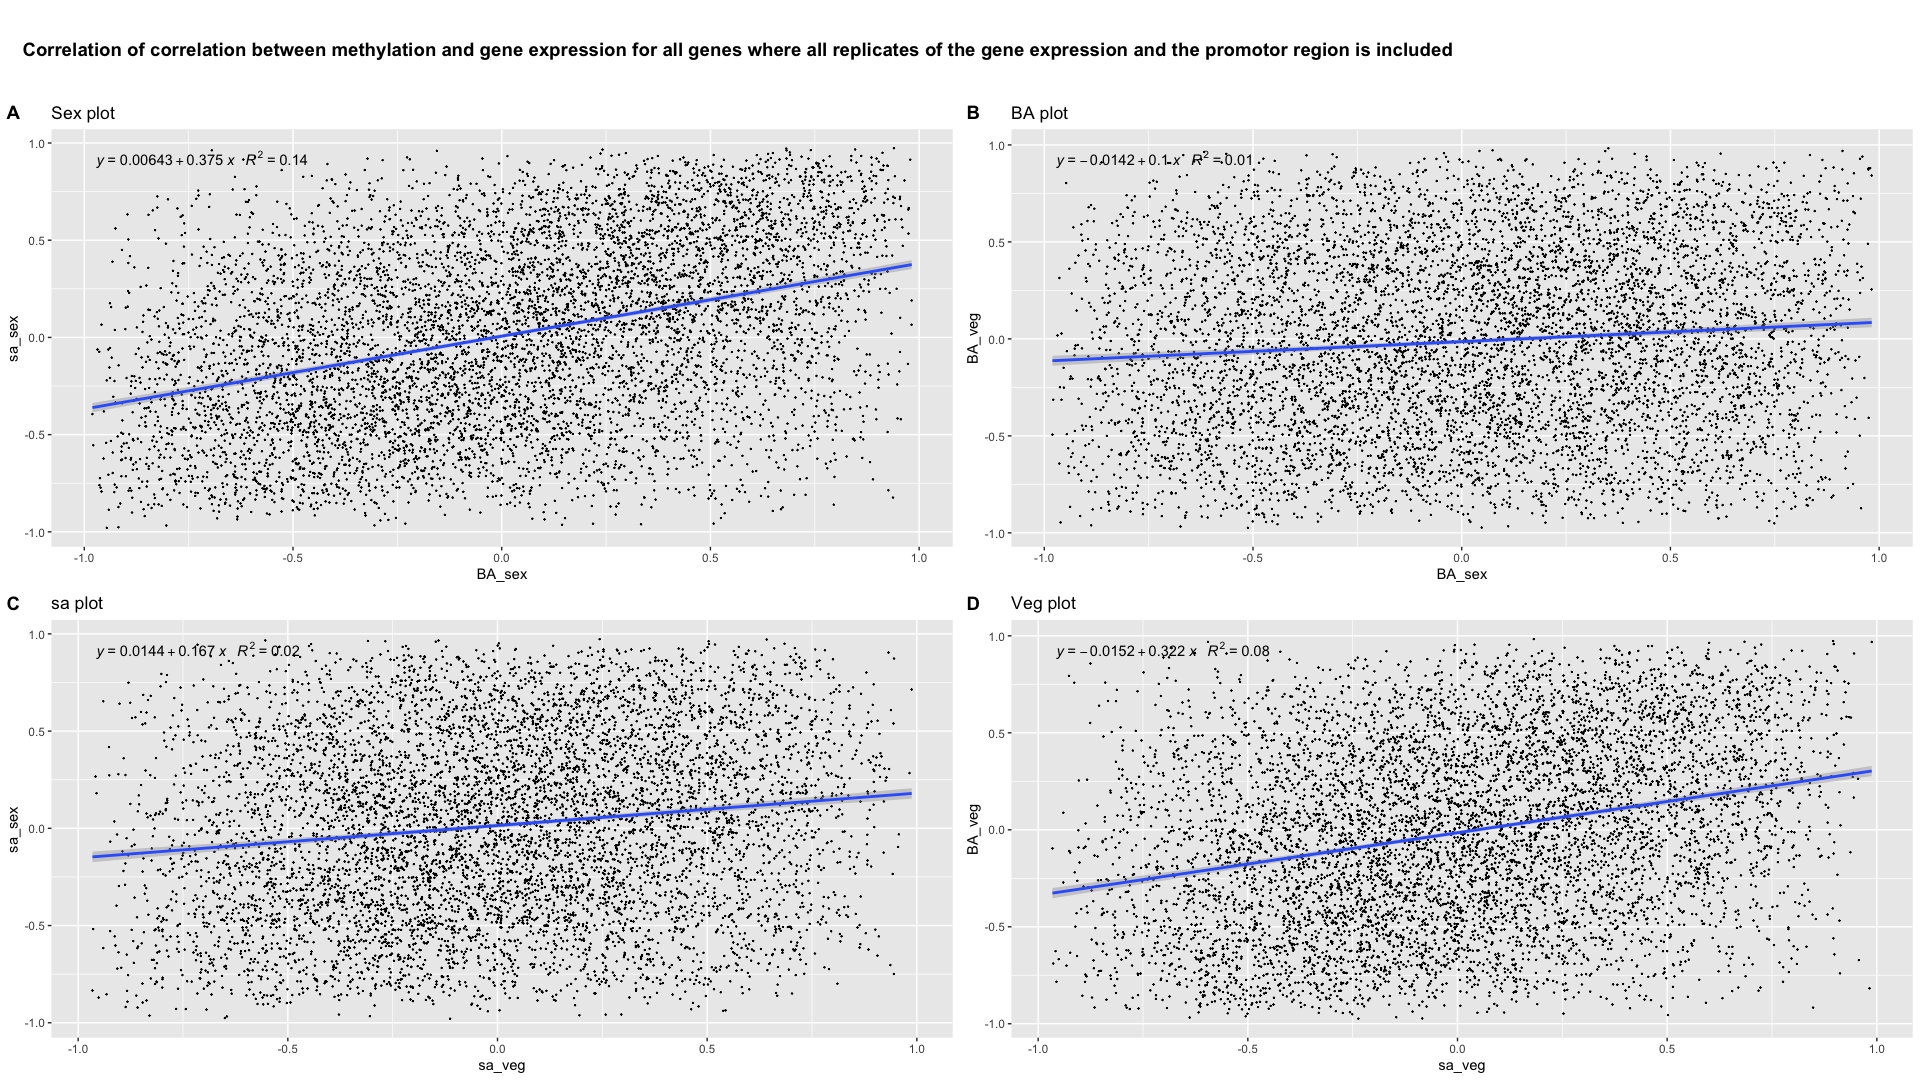 Correlation of correlation between methylation and gene expression for all genes where all replicates of the gene expression and the promotor region is included
A Sex plot
y = 0.00643 + 0.375 x R² = 0.14
1.0
0.5
0.0
-0.5
-1.0
sa_sex
-1.0 -0.5 0.0 0.5 1.0
BA_sex
B BA plot
y = − 0.0142 + 0.1 x R² = 0.01
1.0
0.5
0.0
-0.5
-1.0
BA_veg
-1.0 -0.5 0.0 0.5 1.0
BA_sex
C sa plot
y = 0.0144 + 0.167 x R² = 0.02
1.0
0.5
0.0
-0.5
-1.0
sa_sex
-1.0 -0.5 0.0 0.5 1.0
sa_veg
D Veg plot
y = − 0.0152 + 0.322 x R² = 0.08
1.0
0.5
0.0
-0.5
-1.0
BA_veg
-1.0 -0.5 0.0 0.5 1.0
sa_veg